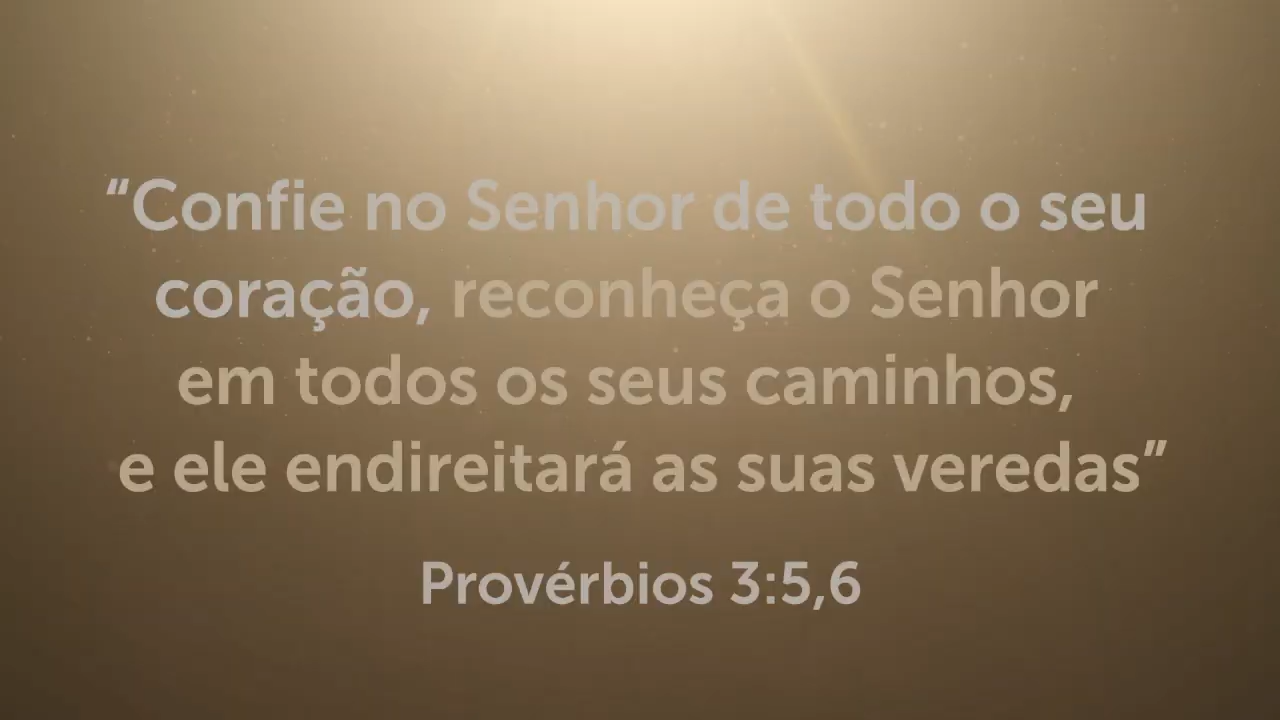 “Confie no Senhor de todo o seu
coração, reconheça o Senhor
em todos os seus caminhos,
e ele endireitará as suas veredas”
Provérbios 3:5,6